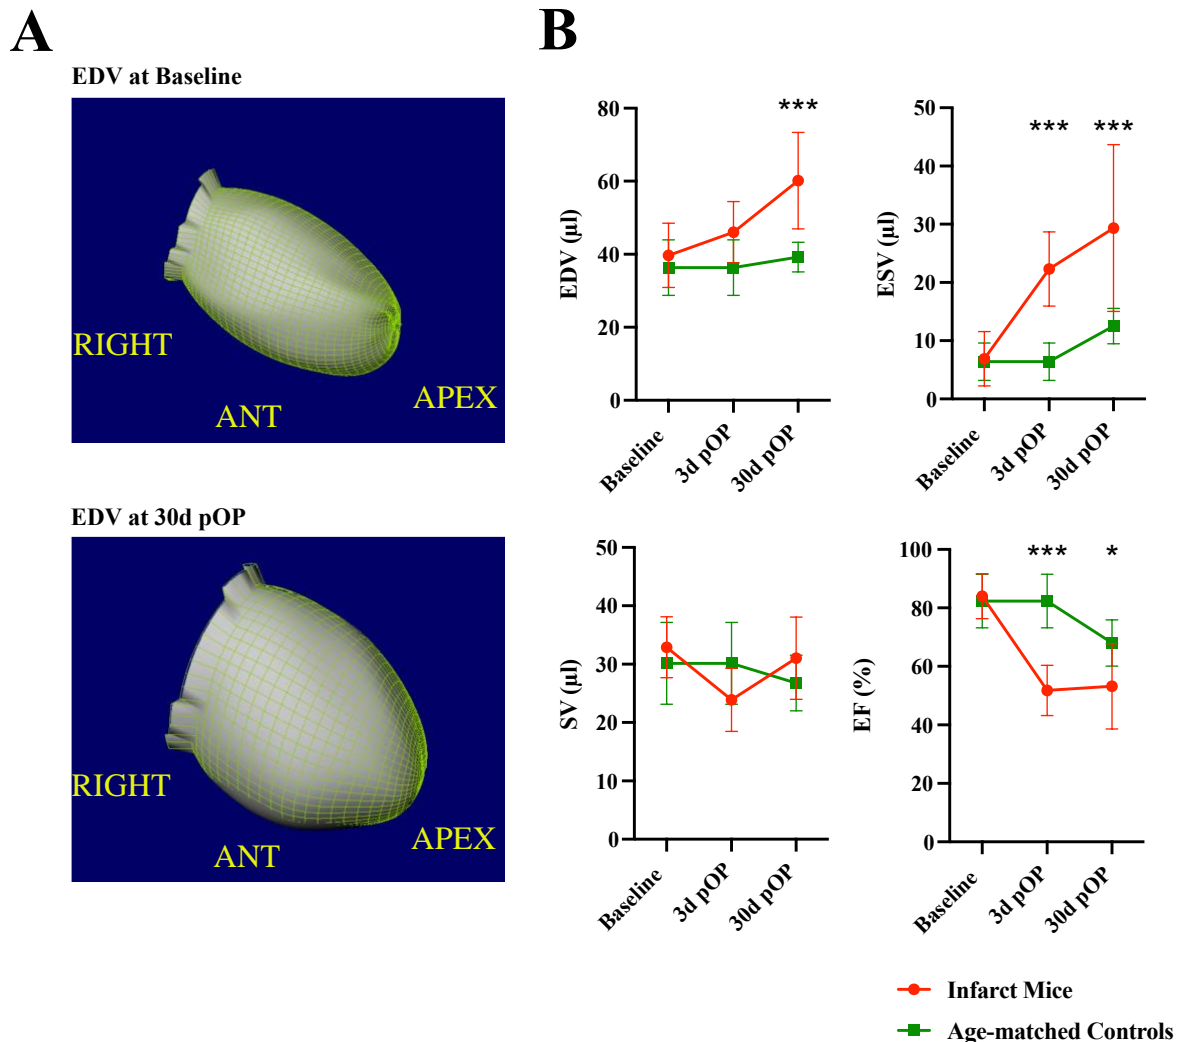 A
EDV at Baseline
RIGHT
ANT
APEX
EDV at 30d pOP
RIGHT
ANT
APEX
B
80
60
40
20
0
EDV (µl)
***
Baseline
3d pOP
30d pOP
50
40
30
20
10
0
ESV (µl)
***
***
Baseline
3d pOP
30d pOP
50
40
30
20
10
0
SV (µl)
Baseline
3d pOP
30d pOP
100
80
60
40
20
0
EF (%)
***
*
Baseline
3d pOP
30d pOP
Infarct Mice
Age-matched Controls